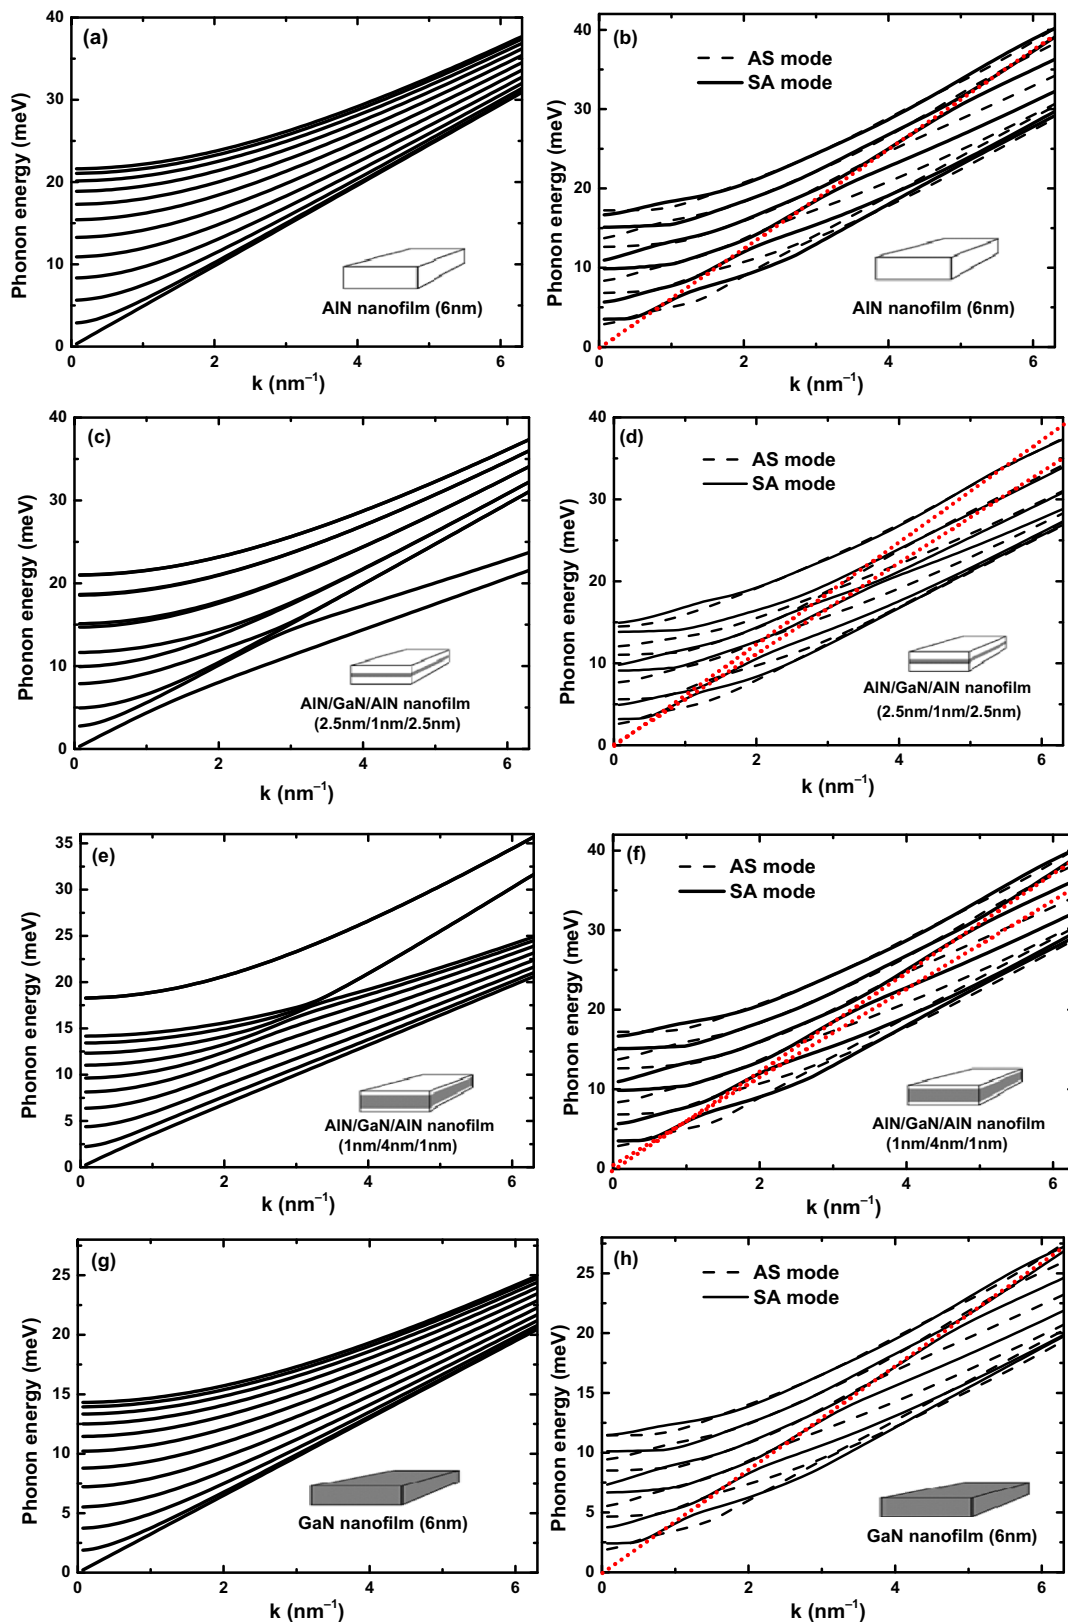 (a)
40
30
20
10
0
0
2
4
6
Phonon energy (meV)
k (nm⁻¹)
AlN nanofilm (6nm)
(b)
AS mode
SA mode
40
30
20
10
0
0
2
4
6
Phonon energy (meV)
k (nm⁻¹)
AlN nanofilm (6nm)
(c)
40
30
20
10
0
0
2
4
6
Phonon energy (meV)
k (nm⁻¹)
AlN/GaN/AlN nanofilm
(2.5nm/1nm/2.5nm)
(d)
AS mode
SA mode
40
30
20
10
0
0
2
4
6
Phonon energy (meV)
k (nm⁻¹)
AlN/GaN/AlN nanofilm
(2.5nm/1nm/2.5nm)
(e)
35
30
25
20
15
10
5
0
0
2
4
6
Phonon energy (meV)
k (nm⁻¹)
AlN/GaN/AlN nanofilm
(1nm/4nm/1nm)
(f)
AS mode
SA mode
40
30
20
10
0
0
2
4
6
Phonon energy (meV)
k (nm⁻¹)
AlN/GaN/AlN nanofilm
(1nm/4nm/1nm)
(g)
25
20
15
10
5
0
0
2
4
6
Phonon energy (meV)
k (nm⁻¹)
GaN nanofilm (6nm)
(h)
AS mode
SA mode
25
20
15
10
5
0
0
2
4
6
Phonon energy (meV)
k (nm⁻¹)
GaN nanofilm (6nm)